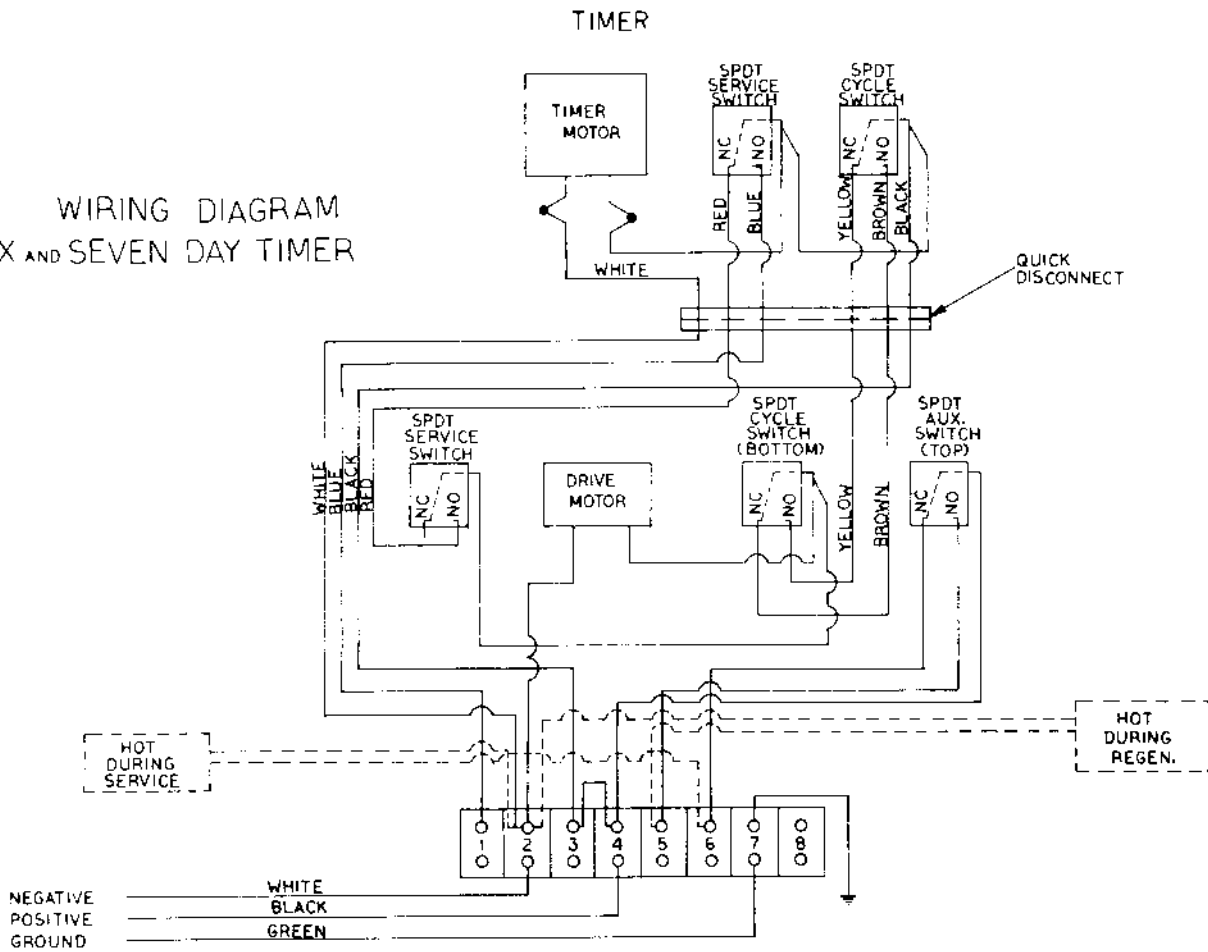 TIMER
WIRING DIAGRAM
X AND SEVEN DAY TIMER
TIMER
MOTOR
SPDT
SERVICE
SWITCH
NC
NO
SPDT
CYCLE
SWITCH
NC
NO
RED
BLUE
YELLOW
BROWN
BLACK
WHITE
QUICK
DISCONNECT
WHITE
BLUE
BLACK
RED
SPDT
SERVICE
SWITCH
NC
NO
DRIVE
MOTOR
SPDT
CYCLE
SWITCH
(BOTTOM)
NC
NO
YELLOW
BROWN
SPDT
AUX.
SWITCH
(TOP)
NC
NO
HOT
DURING
SERVICE
HOT
DURING
REGEN.
1 2 3 4 5 6 7 8
NEGATIVE WHITE
POSITIVE BLACK
GROUND GREEN